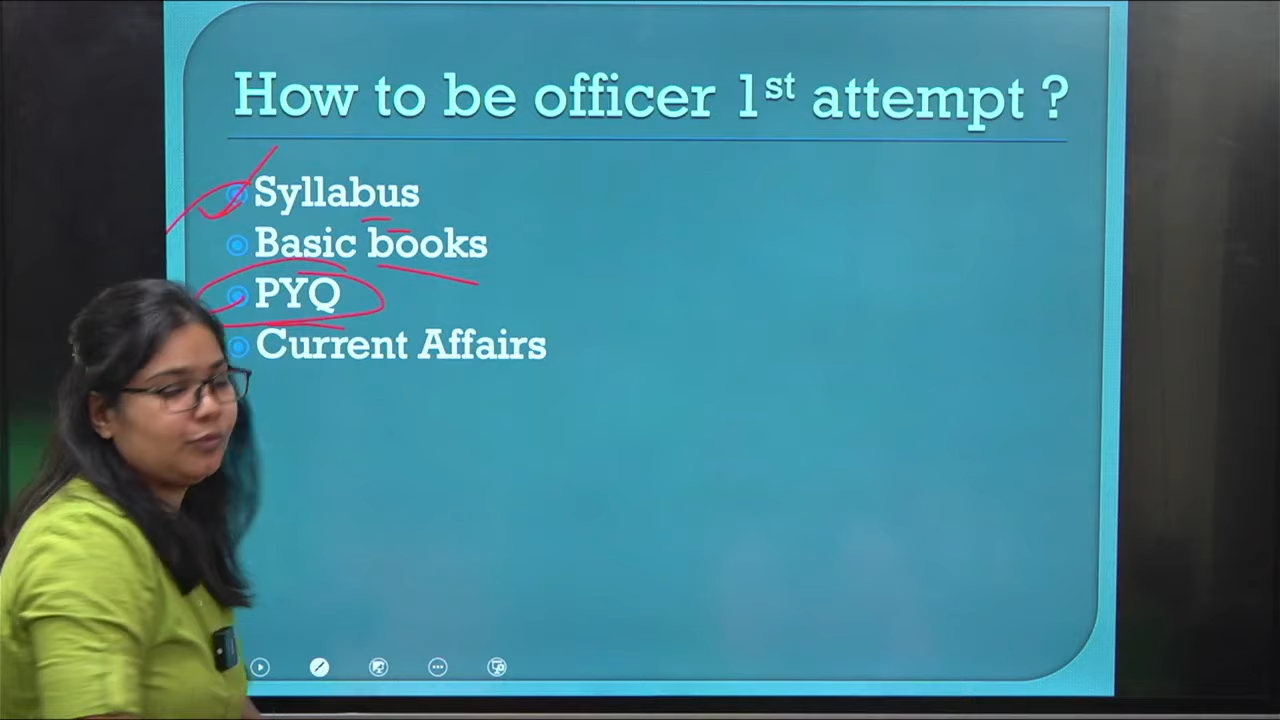 How to be officer 1st attempt ?
Syllabus
Basic books
PYQ
Current Affairs